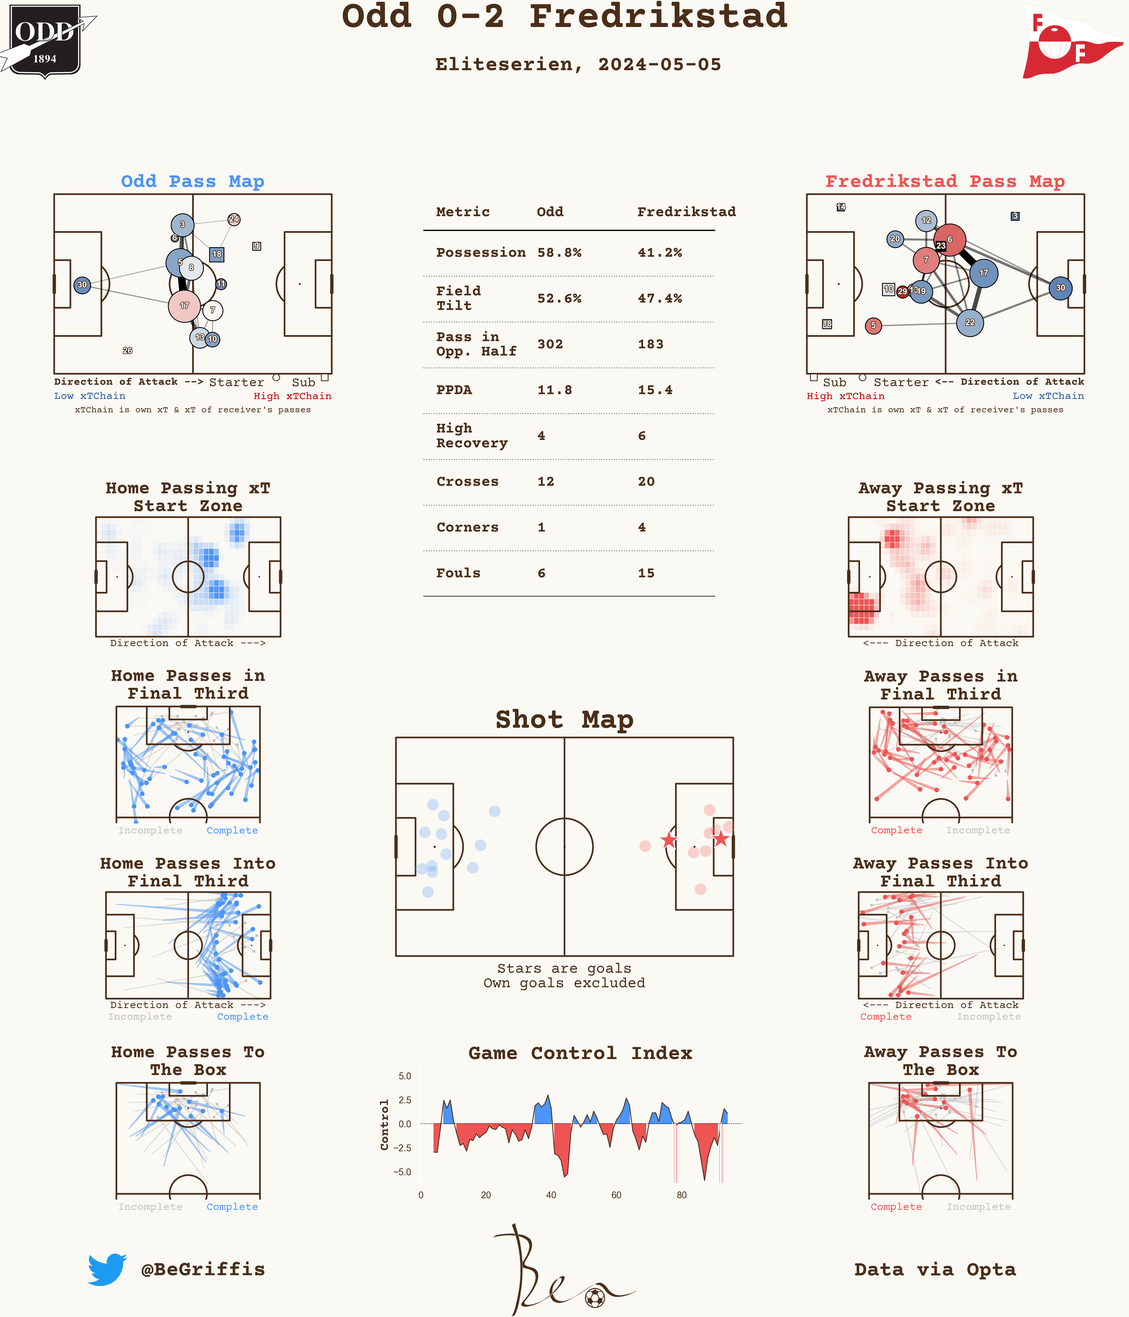 Odd 0-2 Fredrikstad
Eliteserien, 2024-05-05
ODD
1894
F
F
Odd Pass Map
3
24
6
18
9
5
8
30
11
17
7
13
10
26
Direction of Attack --> Starter Sub
Low xTChain High xTChain
xTChain is own xT & xT of receiver's passes
Metric Odd Fredrikstad
Possession 58.8% 41.2%
Field
Tilt 52.6% 47.4%
Pass in
Opp. Half 302 183
PPDA 11.8 15.4
High
Recovery 4 6
Crosses 12 20
Corners 1 4
Fouls 6 15
Fredrikstad Pass Map
14
12
3
20
6
23
7
17
10
29
19
30
5
22
Sub Starter <-- Direction of Attack
High xTChain Low xTChain
xTChain is own xT & xT of receiver's passes
Home Passing xT
Start Zone
Direction of Attack --->
Away Passing xT
Start Zone
<--- Direction of Attack
Home Passes in
Final Third
Incomplete Complete
Away Passes in
Final Third
Complete Incomplete
Shot Map
Stars are goals
Own goals excluded
Home Passes Into
Final Third
Direction of Attack --->
Incomplete Complete
Away Passes Into
Final Third
<--- Direction of Attack
Complete Incomplete
Home Passes To
The Box
Incomplete Complete
Game Control Index
Control
5.0
2.5
0.0
−2.5
−5.0
0 20 40 60 80
Away Passes To
The Box
Complete Incomplete
@BeGriffis
Bea
Data via Opta